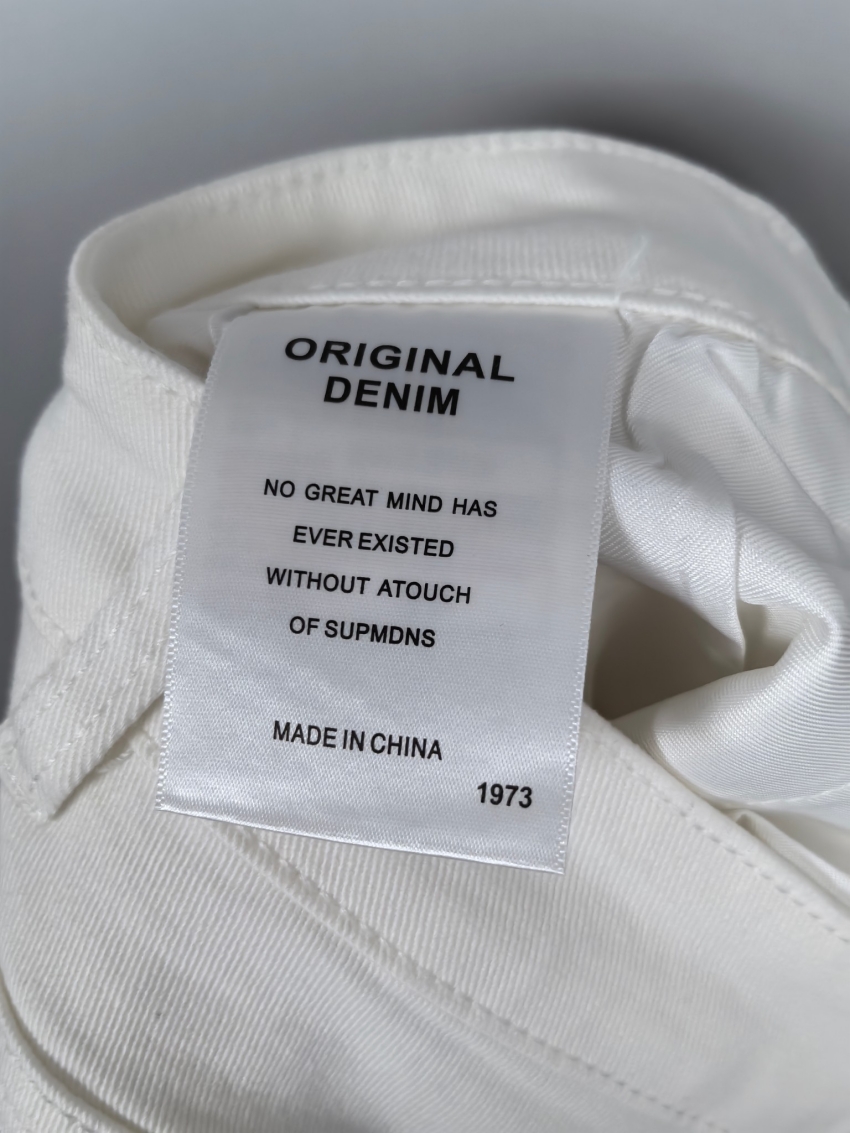 ORIGINAL
DENIM
NO GREAT MIND HAS
EVER EXISTED
WITHOUT ATOUCH
OF SUPMDNS
MADE IN CHINA
1973